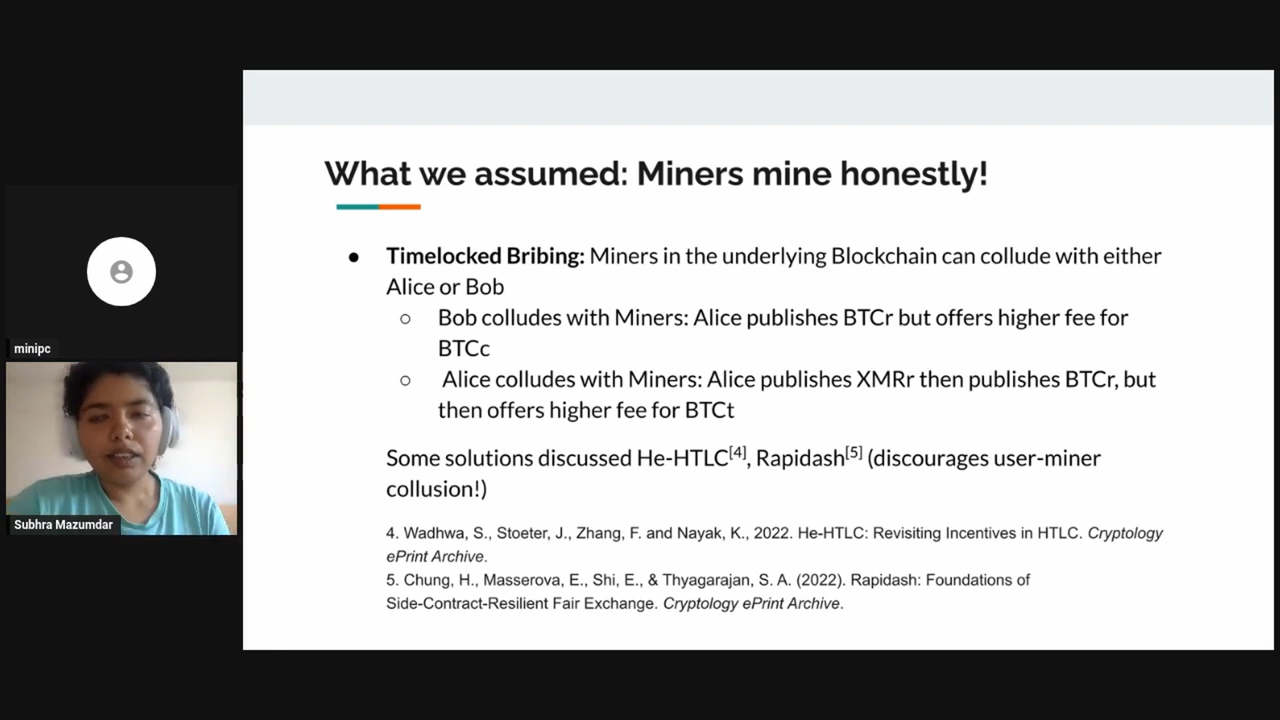 What we assumed: Miners mine honestly!
● Timelocked Bribing: Miners in the underlying Blockchain can collude with either
Alice or Bob
○ Bob colludes with Miners: Alice publishes BTCr but offers higher fee for
BTCc
○ Alice colludes with Miners: Alice publishes XMRr then publishes BTCr, but
then offers higher fee for BTCt
Some solutions discussed He-HTLC[4], Rapidash[5] (discourages user-miner
collusion!)
4. Wadhwa, S., Stoeter, J., Zhang, F. and Nayak, K., 2022. He-HTLC: Revisiting Incentives in HTLC. Cryptology
ePrint Archive.
5. Chung, H., Masserova, E., Shi, E., & Thyagarajan, S. A. (2022). Rapidash: Foundations of
Side-Contract-Resilient Fair Exchange. Cryptology ePrint Archive.
minipc
Subhra Mazumdar